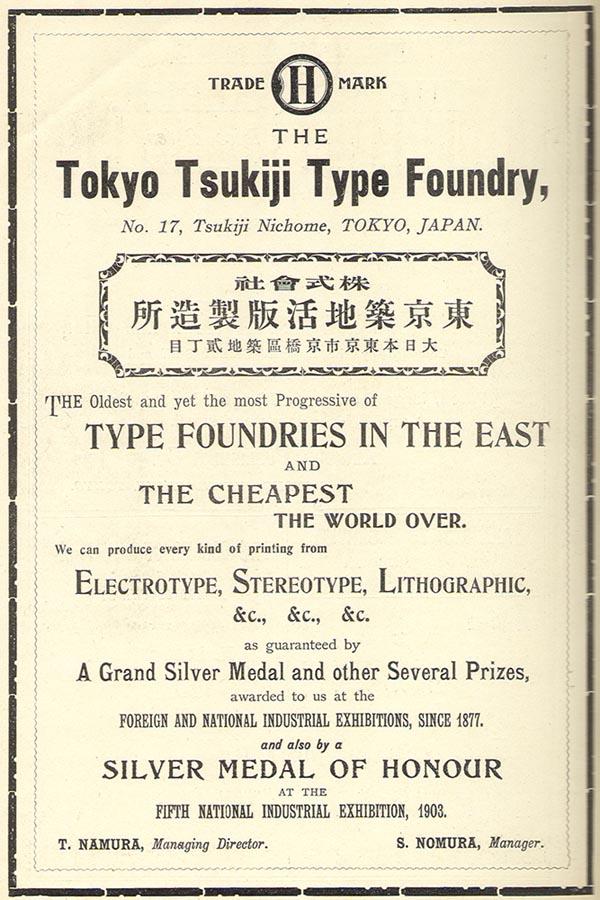 TRADE H MARK
THE
Tokyo Tsukiji Type Foundry,
No. 17, Tsukiji Nichome, TOKYO, JAPAN.
株式會社
東京築地活版製造所
大日本東京市京橋區築地貳丁目
THE Oldest and yet the most Progressive of
TYPE FOUNDRIES IN THE EAST
AND
THE CHEAPEST
THE WORLD OVER.
We can produce every kind of printing from
ELECTROTYPE, STEREOTYPE, LITHOGRAPHIC,
&c., &c., &c.
as guaranteed by
A Grand Silver Medal and other Several Prizes,
awarded to us at the
FOREIGN AND NATIONAL INDUSTRIAL EXHIBITIONS, SINCE 1877.
and also by a
SILVER MEDAL OF HONOUR
AT THE
FIFTH NATIONAL INDUSTRIAL EXHIBITION, 1903.
T. NAMURA, Managing Director. S. NOMURA, Manager.